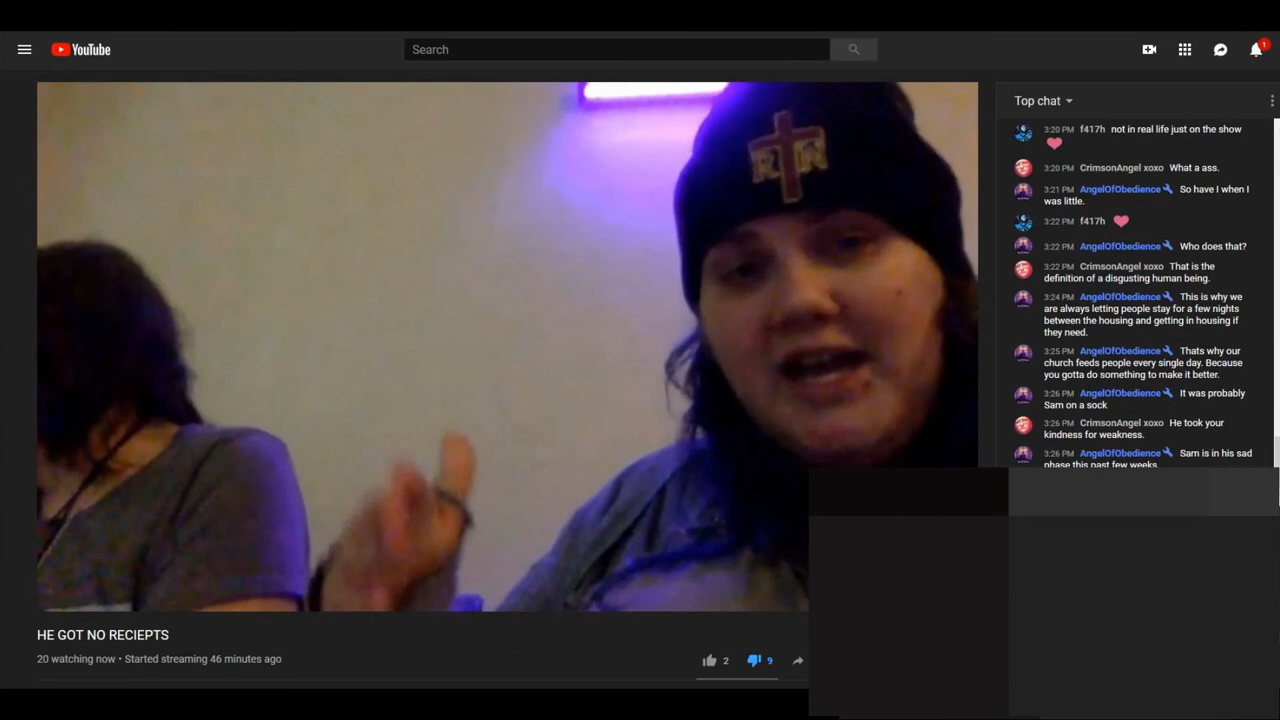 YouTube
Search
1
Top chat
3:20 PM f417h not in real life just on the show
3:20 PM CrimsonAngel xoxo What a ass.
3:21 PM AngelOfObedience So have I when I
was little.
3:22 PM f417h
3:22 PM AngelOfObedience Who does that?
3:22 PM CrimsonAngel xoxo That is the
definition of a disgusting human being.
3:24 PM AngelOfObedience This is why we
are always letting people stay for a few nights
between the housing and getting in housing if
they need.
3:25 PM AngelOfObedience Thats why our
church feeds people every single day. Because
you gotta do something to make it better.
3:26 PM AngelOfObedience It was probably
Sam on a sock
3:26 PM CrimsonAngel xoxo He took your
kindness for weakness.
3:26 PM AngelOfObedience Sam is in his sad
phase this past few weeks
HE GOT NO RECIEPTS
20 watching now • Started streaming 46 minutes ago
2
9